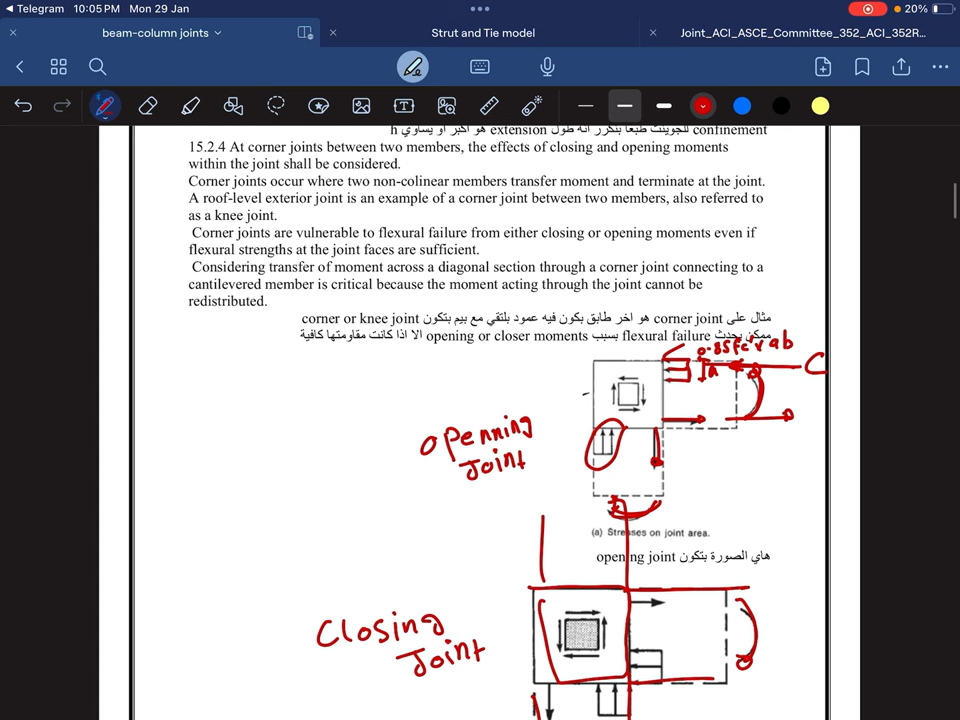 Telegram 10:05 PM Mon 29 Jan 20%
beam-column joints
Strut and Tie model
Joint_ACI_ASCE_Committee_352_ACI_352R...
للجوينت طبعا بنكرر انه طول extension هو اكبر او يساوي h confinement
15.2.4 At corner joints between two members, the effects of closing and opening moments
within the joint shall be considered.
Corner joints occur where two non-colinear members transfer moment and terminate at the joint.
A roof-level exterior joint is an example of a corner joint between two members, also referred to
as a knee joint.
Corner joints are vulnerable to flexural failure from either closing or opening moments even if
flexural strengths at the joint faces are sufficient.
Considering transfer of moment across a diagonal section through a corner joint connecting to a
cantilevered member is critical because the moment acting through the joint cannot be
redistributed.
مثال على corner joint هو اخر طابق بكون فيه عمود بلتقي مع بيم بتكون corner or knee joint
ممكن يحدث flexural failure بسبب opening or closer moments الا اذا كانت مقاومتها كافية
0.85 fc' ab
a
C
Openning
Joint
(a) Stresses on joint area.
هاي الصورة بتكون opening joint
Closing
Joint